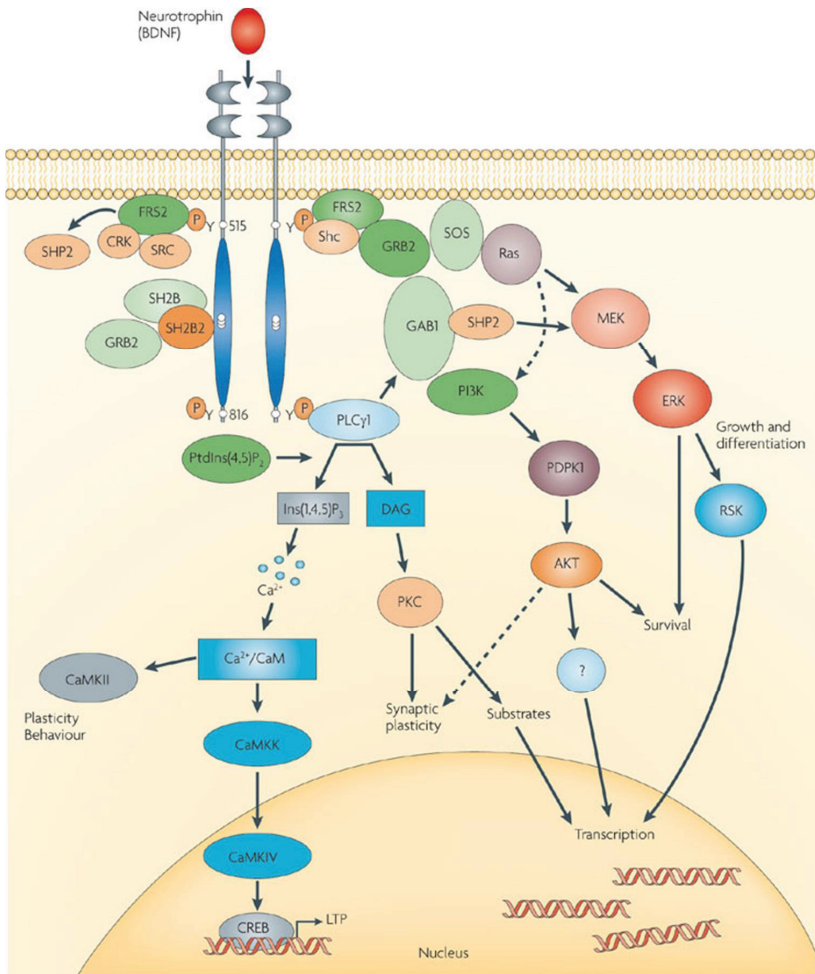 Neurotrophin
(BDNF)
FRS2
P
Y
515
P
FRS2
SHP2
CRK
SRC
Shc
GRB2
SOS
Ras
SH2B
SH2B2
GRB2
GAB1
SHP2
MEK
PI3K
ERK
P
Y
816
Y
P
PLCγ1
Growth and
differentiation
PtdIns(4,5)P₂
PDPK1
RSK
Ins(1,4,5)P₃
DAG
Ca²⁺
PKC
AKT
Survival
Ca²⁺/CaM
CaMKII
?
Plasticity
Behaviour
Synaptic
plasticity
Substrates
CaMKK
Transcription
CaMKIV
CREB
LTP
Nucleus